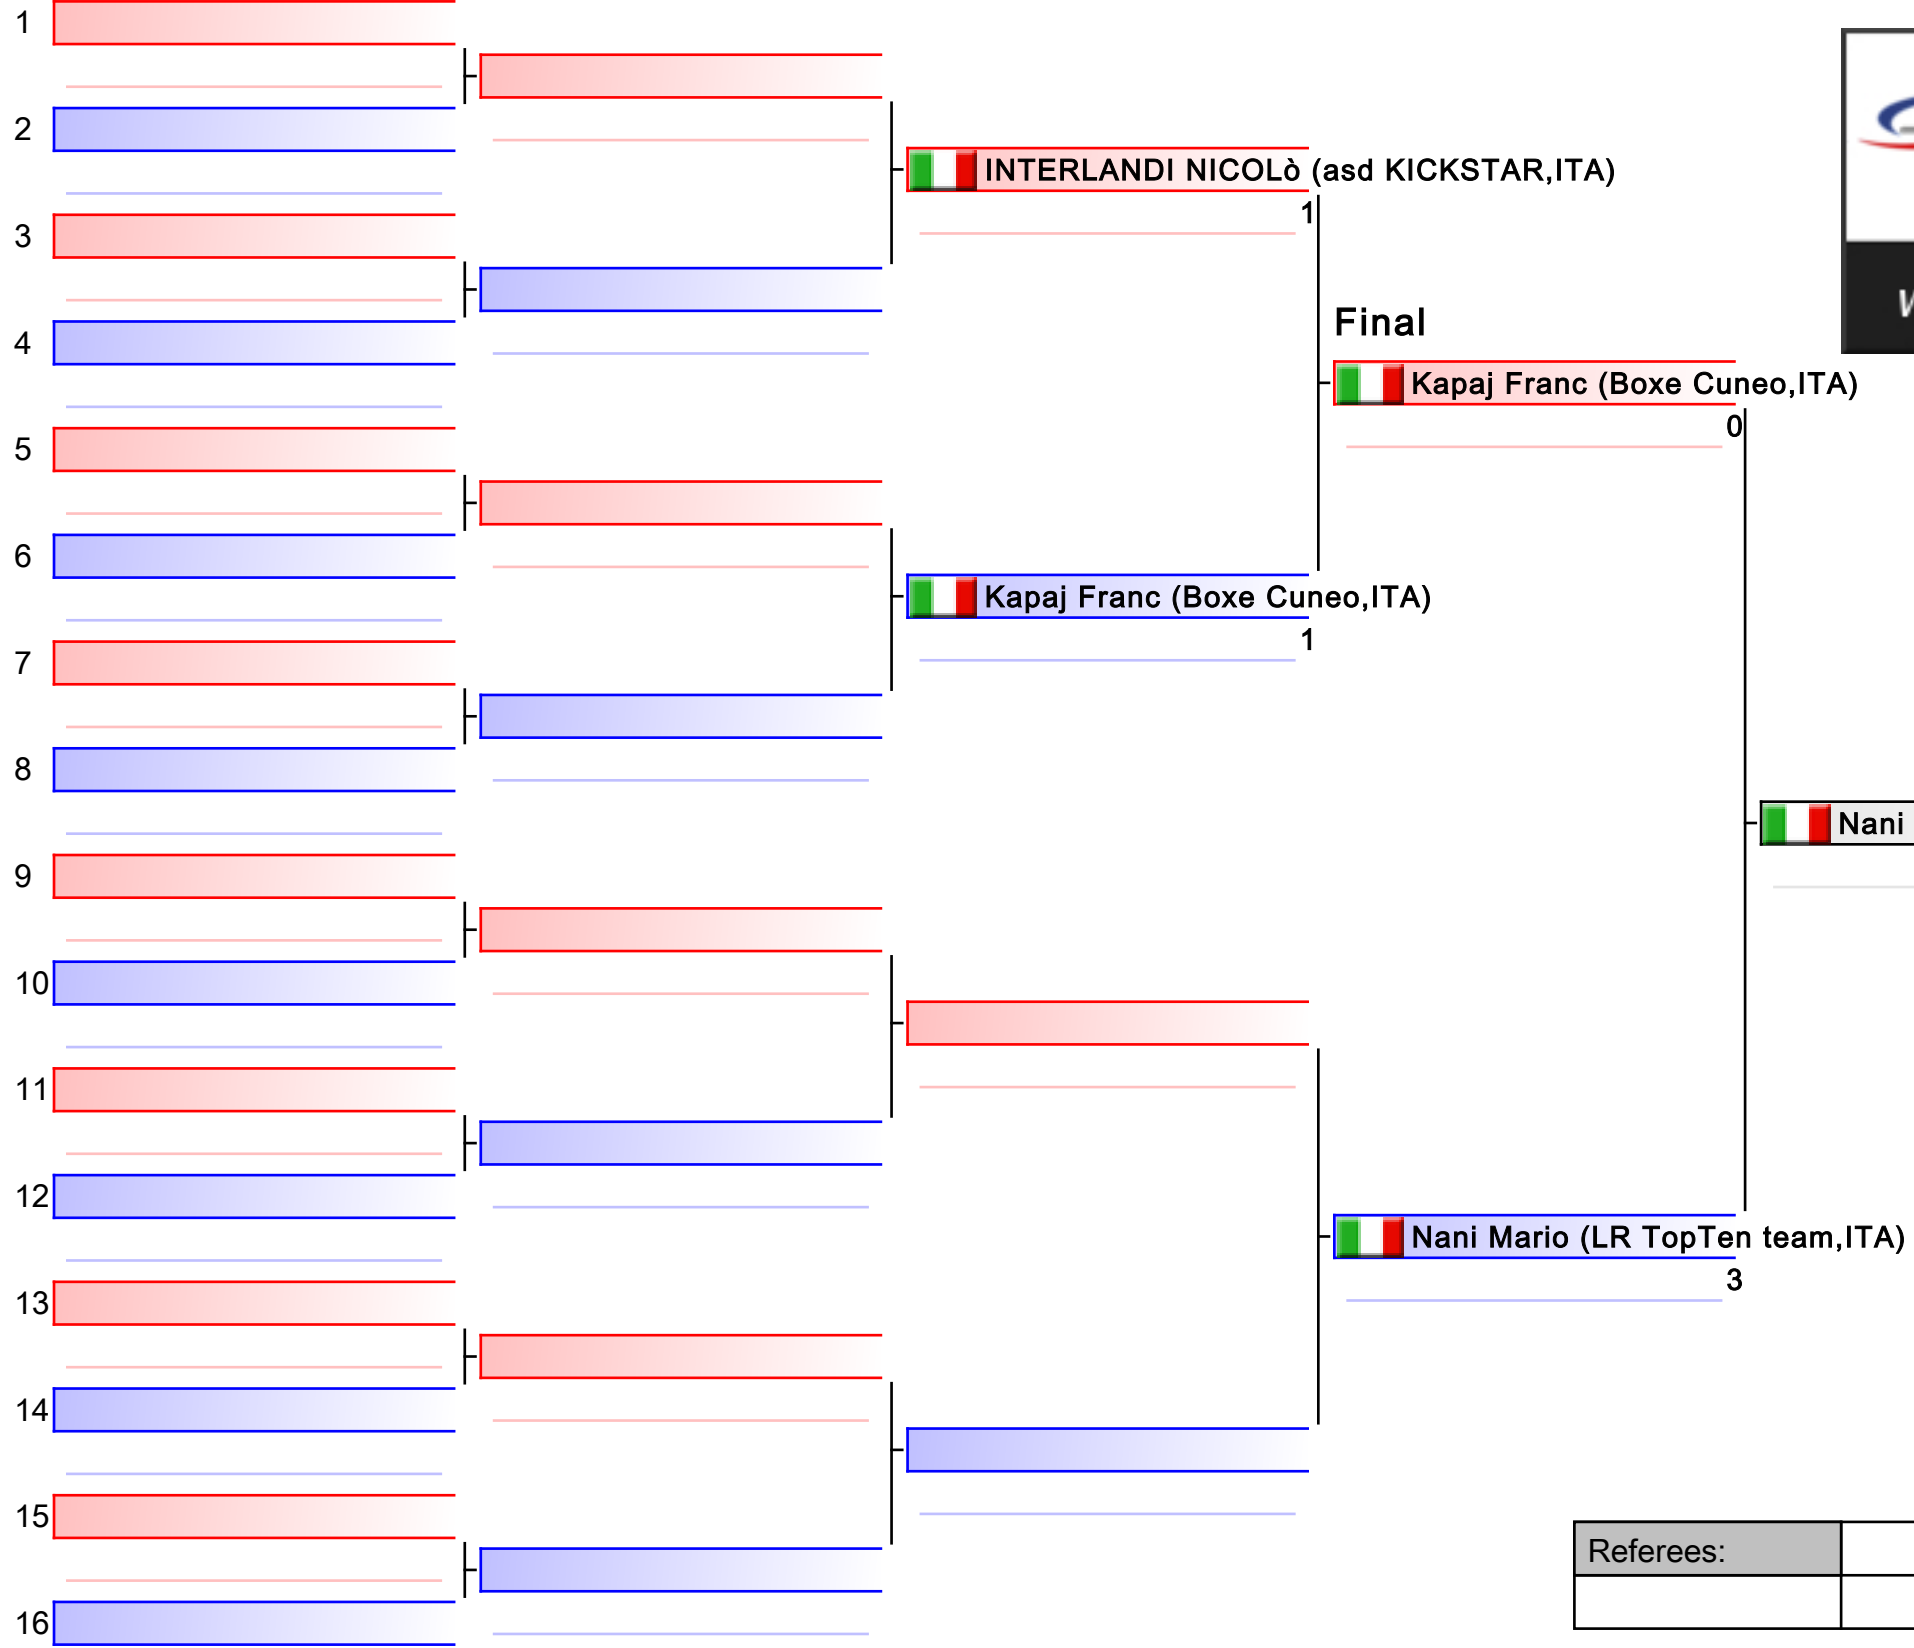 1
2
INTERLANDI NICOLò (asd KICKSTAR,ITA)
1
3
Final
4
Kapaj Franc (Boxe Cuneo,ITA)
0
5
6
Kapaj Franc (Boxe Cuneo,ITA)
1
7
8
Nani
9
10
11
12
Nani Mario (LR TopTen team,ITA)
3
13
14
15
Referees:
16